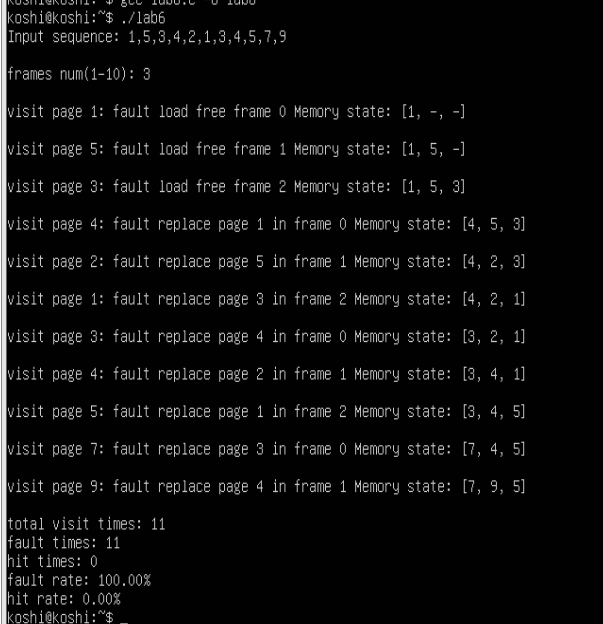 koshi@koshi:~$ gcc lab6.c -o lab6
koshi@koshi:~$ ./lab6
Input sequence: 1,5,3,4,2,1,3,4,5,7,9
frames num(1-10): 3
visit page 1: fault load free frame 0 Memory state: [1, -, -]
visit page 5: fault load free frame 1 Memory state: [1, 5, -]
visit page 3: fault load free frame 2 Memory state: [1, 5, 3]
visit page 4: fault replace page 1 in frame 0 Memory state: [4, 5, 3]
visit page 2: fault replace page 5 in frame 1 Memory state: [4, 2, 3]
visit page 1: fault replace page 3 in frame 2 Memory state: [4, 2, 1]
visit page 3: fault replace page 4 in frame 0 Memory state: [3, 2, 1]
visit page 4: fault replace page 2 in frame 1 Memory state: [3, 4, 1]
visit page 5: fault replace page 1 in frame 2 Memory state: [3, 4, 5]
visit page 7: fault replace page 3 in frame 0 Memory state: [7, 4, 5]
visit page 9: fault replace page 4 in frame 1 Memory state: [7, 9, 5]
total visit times: 11
fault times: 11
hit times: 0
fault rate: 100.00%
hit rate: 0.00%
koshi@koshi:~$ _